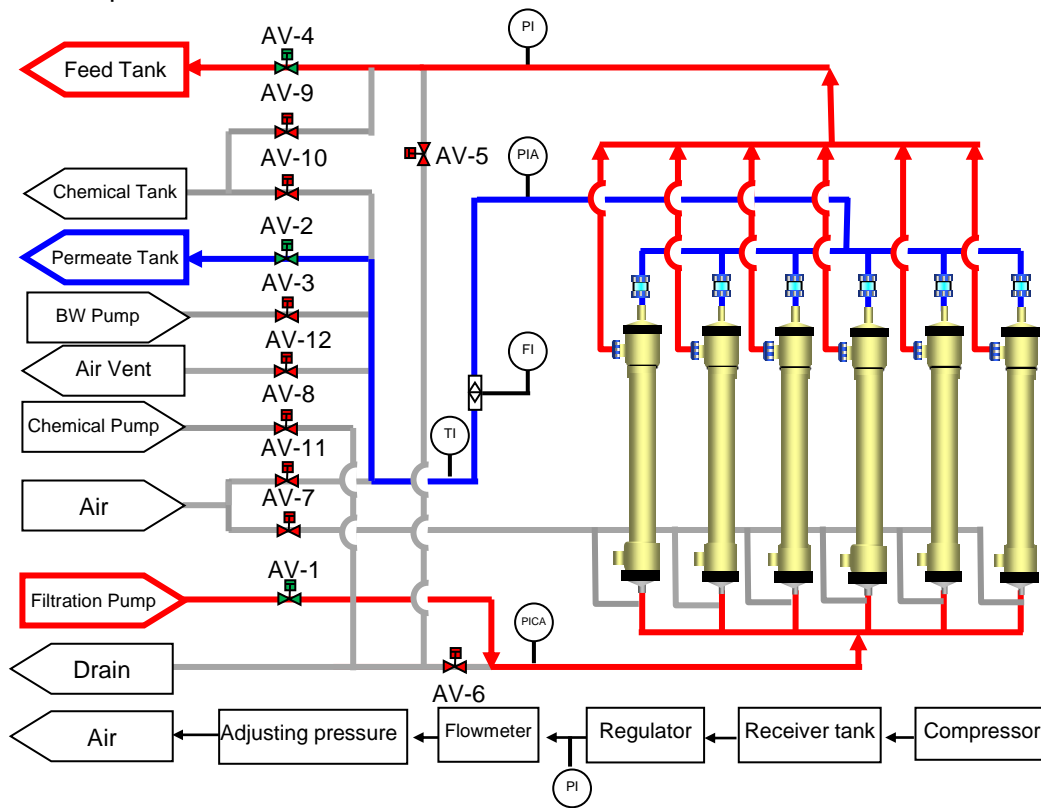 AV-4
PI
Feed Tank
AV-9
AV-10
AV-5
PIA
Chemical Tank
AV-2
Permeate Tank
AV-3
BW Pump
AV-12
Air Vent
FI
AV-8
Chemical Pump
TI
AV-11
Air
AV-7
AV-1
Filtration Pump
PICA
Drain
AV-6
Air
Adjusting pressure
Flowmeter
Regulator
Receiver tank
Compressor
PI